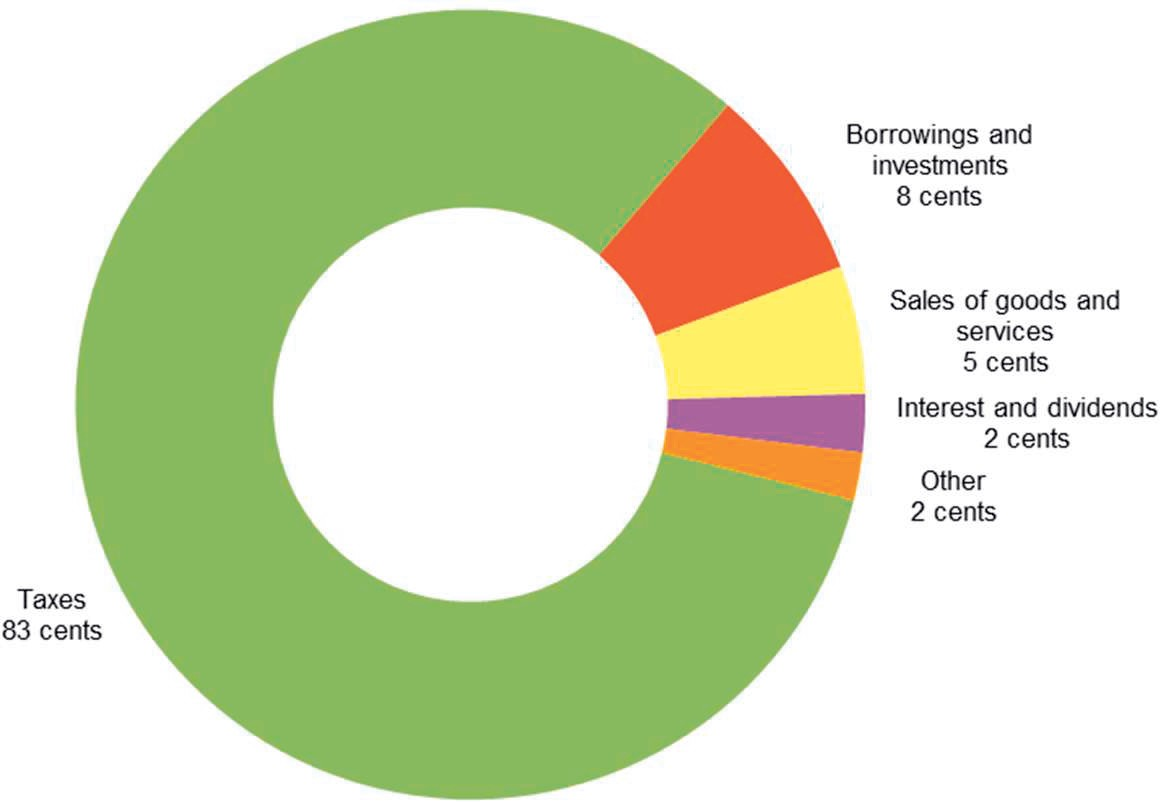 Borrowings and
investments
8 cents
Sales of goods and
services
5 cents
Interest and dividends
2 cents
Other
2 cents
Taxes
83 cents